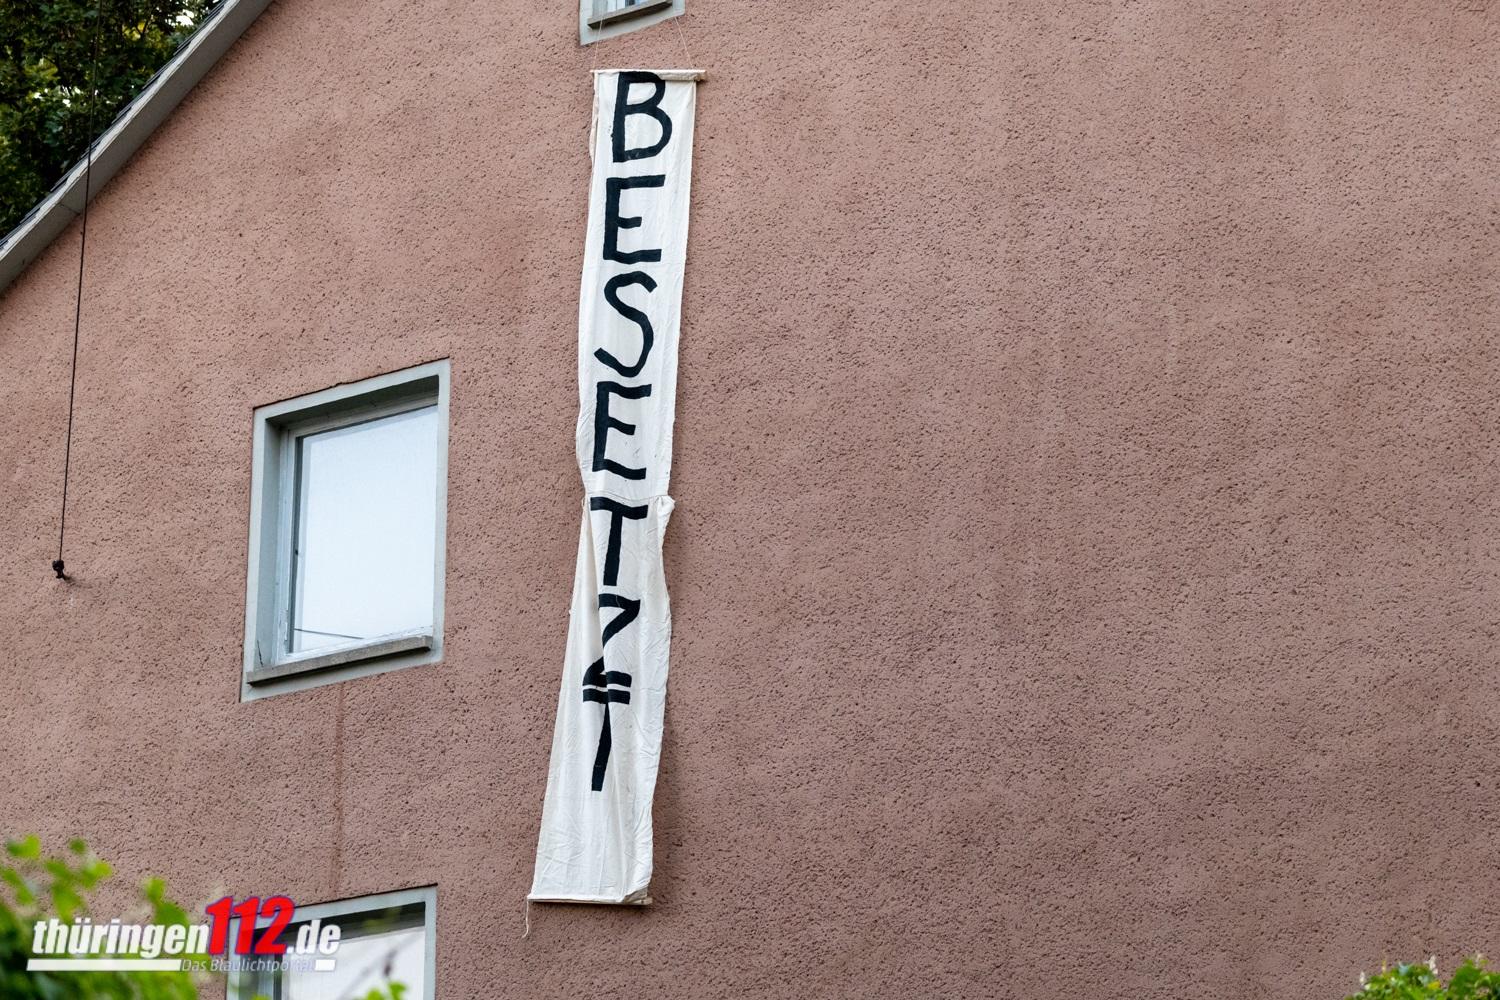 BESETZT
thüringen112.de
Das Blaulichtportal